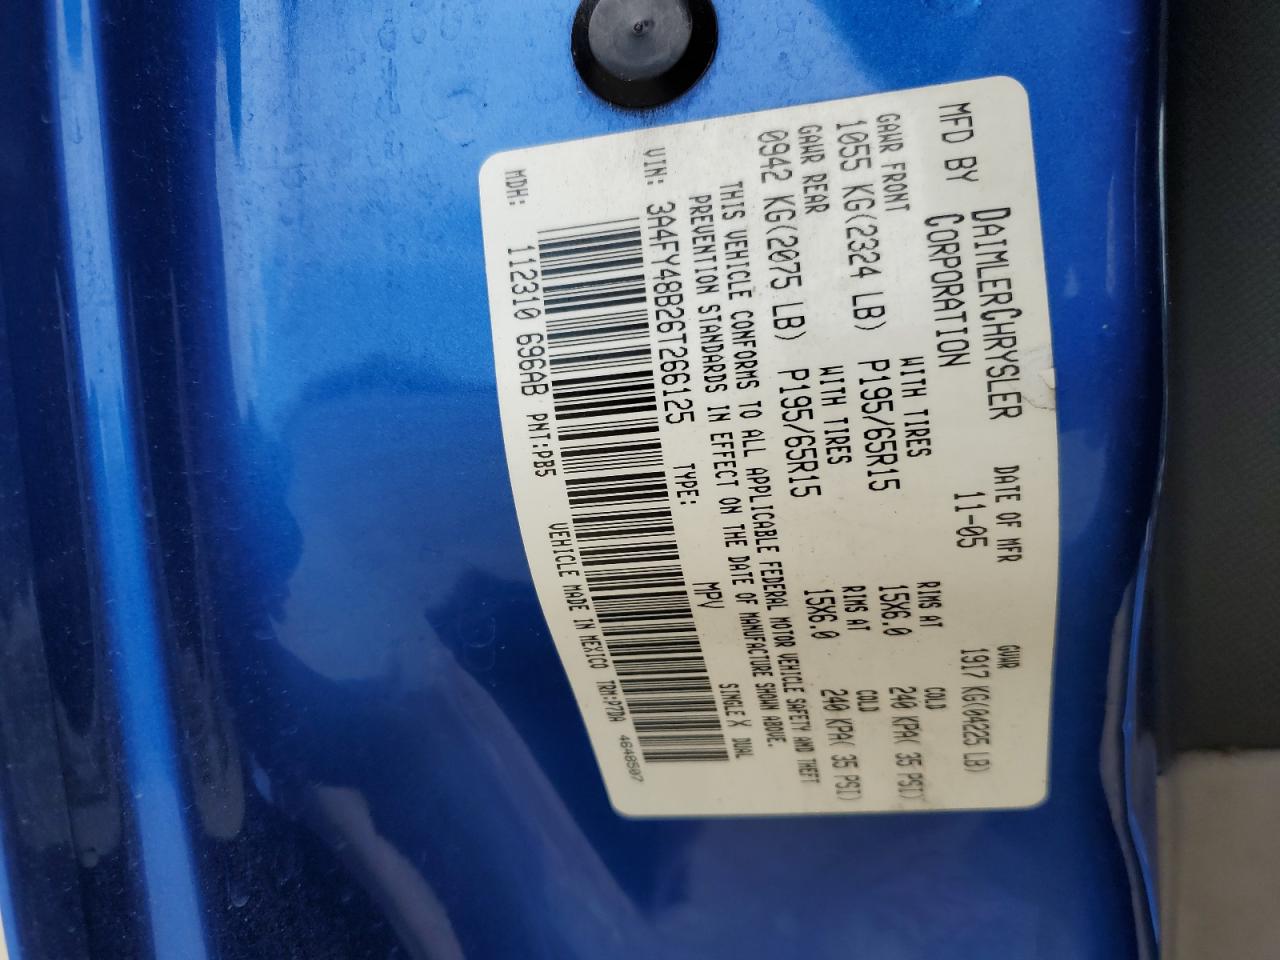 MFD BY DAIMLERCHRYSLER CORPORATION DATE OF MFR 11-05 GVWR 1917 KG(04225 LB)
GAWR FRONT WITH TIRES RIMS AT COLD
1055 KG(2324 LB) P195/65R15 15X6.0 240 KPA( 35 PSI)
GAWR REAR WITH TIRES RIMS AT COLD
0942 KG(2075 LB) P195/65R15 15X6.0 240 KPA( 35 PSI)
THIS VEHICLE CONFORMS TO ALL APPLICABLE FEDERAL MOTOR VEHICLE SAFETY AND THEFT
PREVENTION STANDARDS IN EFFECT ON THE DATE OF MANUFACTURE SHOWN ABOVE.
VIN: 3A4FY48B26T266125 TYPE: MPV SINGLE X DUAL
MDH: 112310 696AB PNT:PB5 VEHICLE MADE IN MEXICO TRM:P7DA 4648507